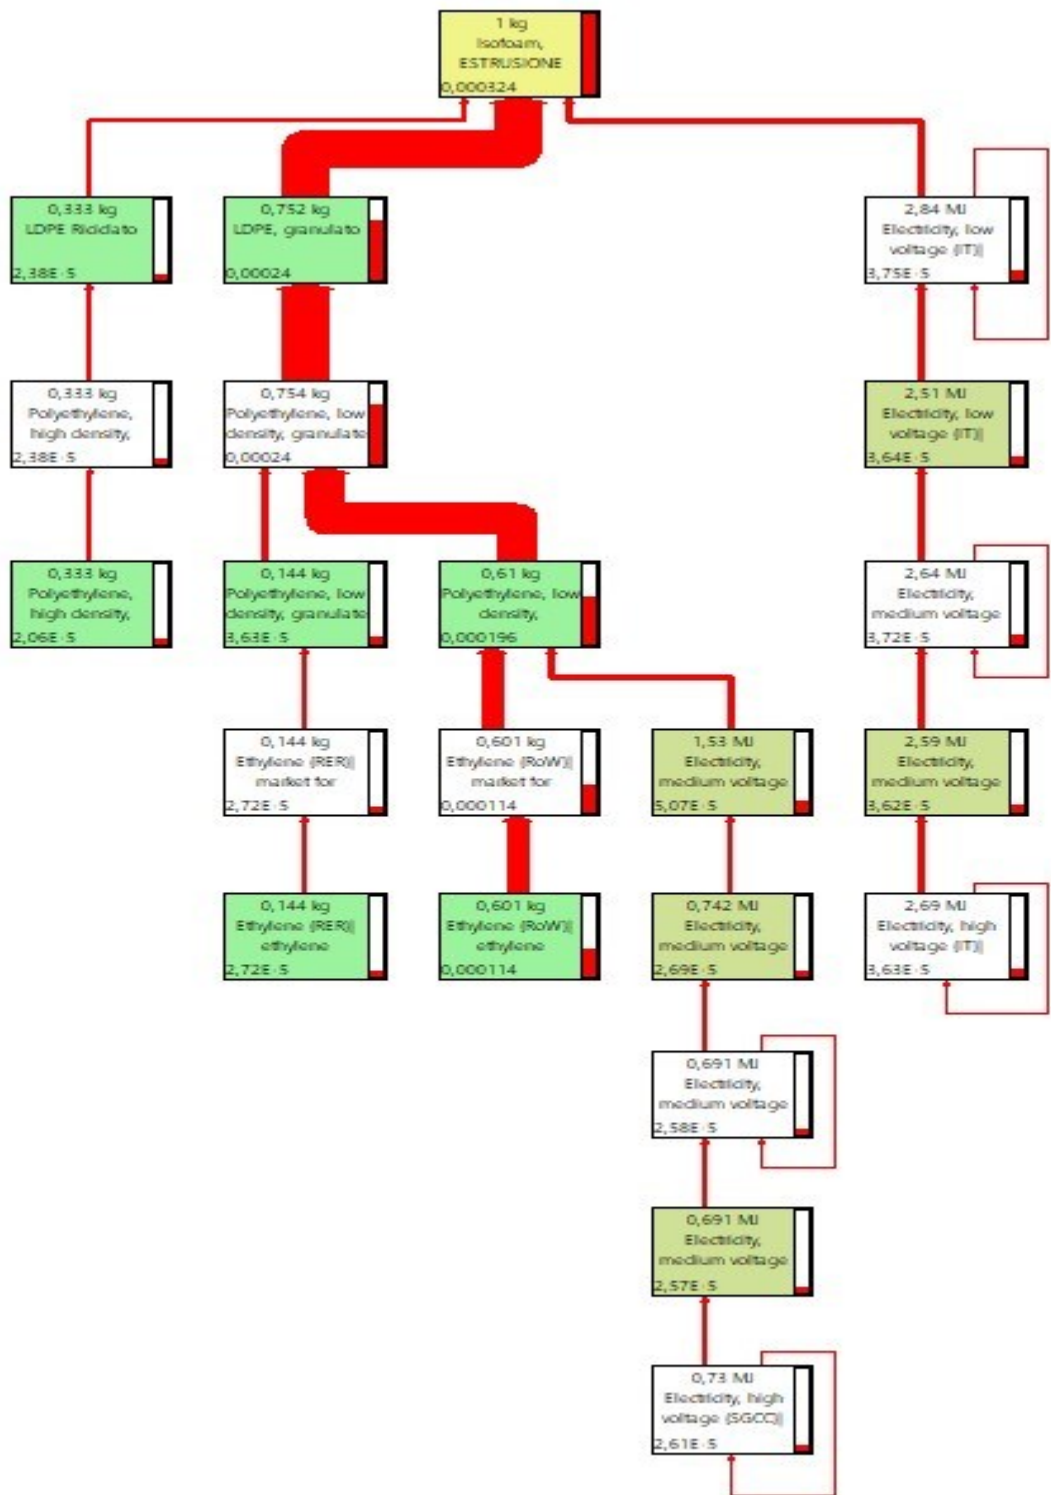 1 kg
Isofoam,
ESTRUSIONE
0,000324
0,333 kg
LDPE Riciclato
2,38E-5
0,752 kg
LDPE, granulato
0,00024
2,84 MJ
Electricity, low
voltage {IT}|
3,75E-5
0,333 kg
Polyethylene,
high density,
2,38E-5
0,754 kg
Polyethylene, low
density, granulate
0,00024
2,51 MJ
Electricity, low
voltage {IT}|
3,64E-5
0,333 kg
Polyethylene,
high density,
2,06E-5
0,144 kg
Polyethylene, low
density, granulate
3,63E-5
0,61 kg
Polyethylene, low
density,
0,000196
2,64 MJ
Electricity,
medium voltage
3,72E-5
0,144 kg
Ethylene {RER}|
market for
2,72E-5
0,601 kg
Ethylene {RoW}|
market for
0,000114
1,53 MJ
Electricity,
medium voltage
5,07E-5
2,59 MJ
Electricity,
medium voltage
3,62E-5
0,144 kg
Ethylene {RER}|
ethylene
2,72E-5
0,601 kg
Ethylene {RoW}|
ethylene
0,000114
0,742 MJ
Electricity,
medium voltage
2,69E-5
2,69 MJ
Electricity, high
voltage {IT}|
3,63E-5
0,691 MJ
Electricity,
medium voltage
2,58E-5
0,691 MJ
Electricity,
medium voltage
2,57E-5
0,73 MJ
Electricity, high
voltage {SGCC}|
2,61E-5